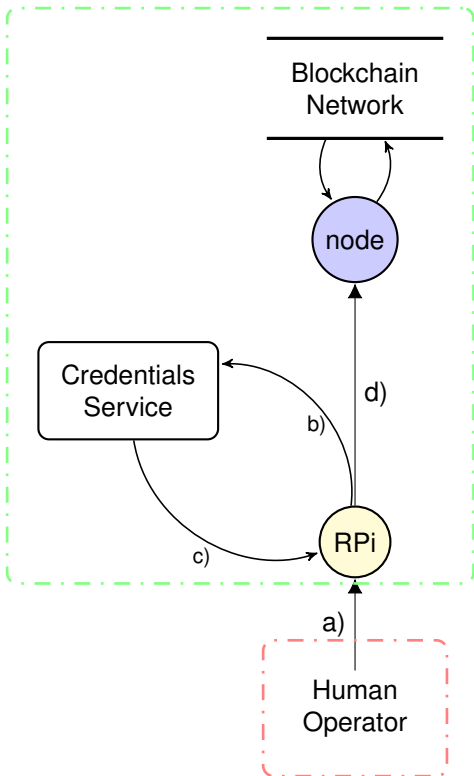 Blockchain
Network
node
Credentials
Service
b)
d)
c)
RPi
a)
Human
Operator